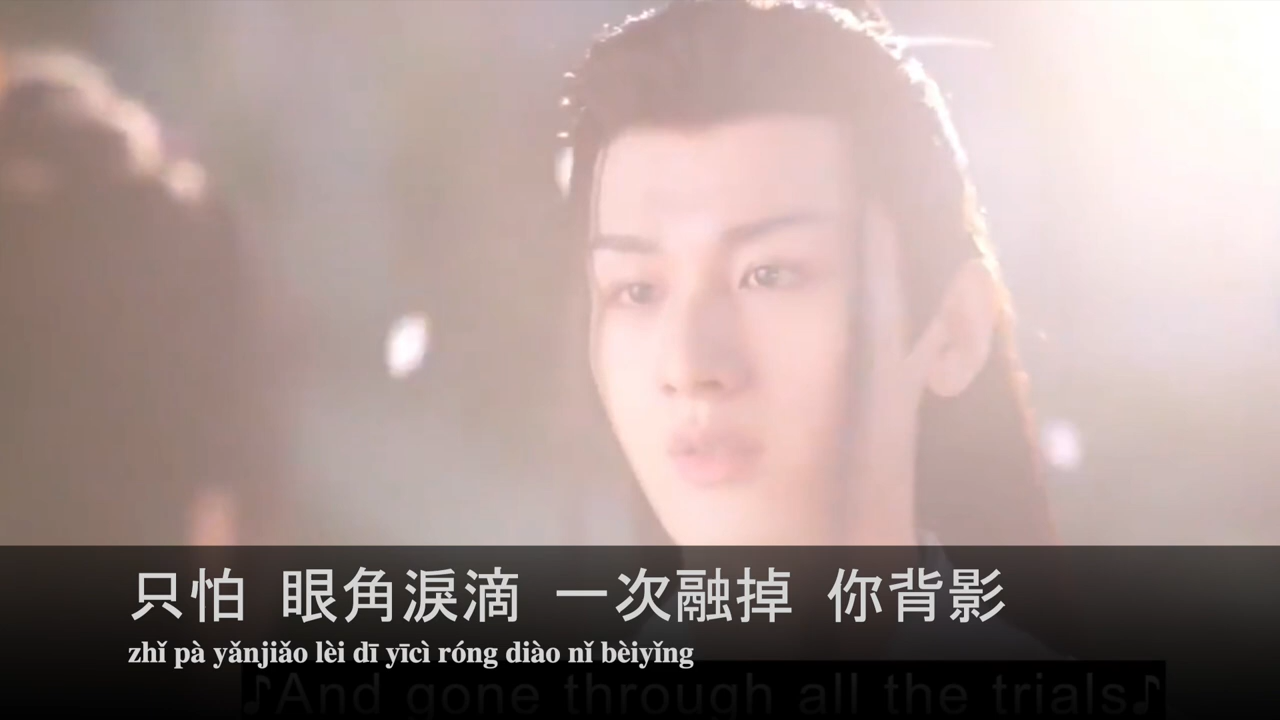 只怕 眼角淚滴 一次融掉 你背影
zhǐ pà yǎnjiǎo lèi dī yīcì róng diào nǐ bèiyǐng
♪And gone through all the trials♪